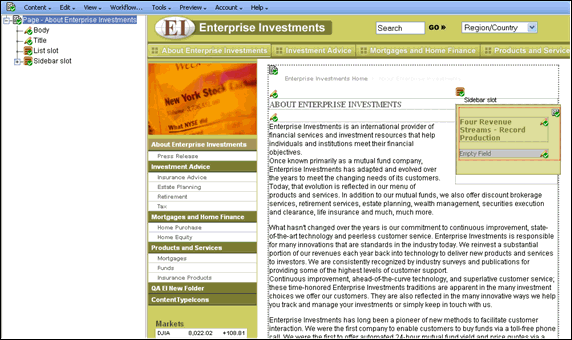 Content Edit View Workflow... Tools Preview Account Help
Page - About Enterprise Investments
Body
Title
List slot
Sidebar slot
EI Enterprise Investments
Search
GO »
Region/Country
About Enterprise Investments
Investment Advice
Mortgages and Home Finance
Products and Service
New York Stock Exchange
Enterprise Investments Home
ABOUT ENTERPRISE INVESTMENTS
Sidebar slot
Four Revenue
Streams - Record
Production
Empty Field
Enterprise Investments is an international provider of
financial services and investment resources that help
individuals and institutions meet their financial
objectives.
Once known primarily as a mutual fund company,
Enterprise Investments has adapted and evolved over
the years to meet the changing needs of its customers.
Today, that evolution is reflected in our menu of
products and services. In addition to our mutual funds, we also offer discount brokerage
services, retirement services, estate planning, wealth management, securities execution
and clearance, life insurance and much, much more.
What hasn't changed over the years is our commitment to continuous improvement, state-
of-the-art technology and peerless customer service. Enterprise Investments is responsible
for many innovations that are standards in the industry today. We reinvest a substantial
portion of our revenues each year back into technology to deliver new products and services
to investors. We are consistently recognized by industry surveys and publications for
providing some of the highest levels of customer support.
Continuous improvement, ahead-of-the-curve technology, and superlative customer service;
these time-honored Enterprise Investments traditions are apparent in the many investment
choices we offer our customers. They are also reflected in the many innovative ways we help
you track and manage your investments or simply keep in touch with us.
Enterprise Investments has long been a pioneer of new methods to facilitate customer
interaction. We were the first company to enable customers to buy funds via a toll-free phone
call. We were the first to offer automated 24-hour mutual fund yield and price quotes via a
About Enterprise Investments
Press Release
Investment Advice
Insurance Advice
Estate Planning
Retirement
Tax
Mortgages and Home Finance
Home Purchase
Home Equity
Products and Services
Mortgages
Funds
Insurance Products
QA EI New Folder
ContentTypeIcons
Markets
DJIA 8,022.02 +108.81